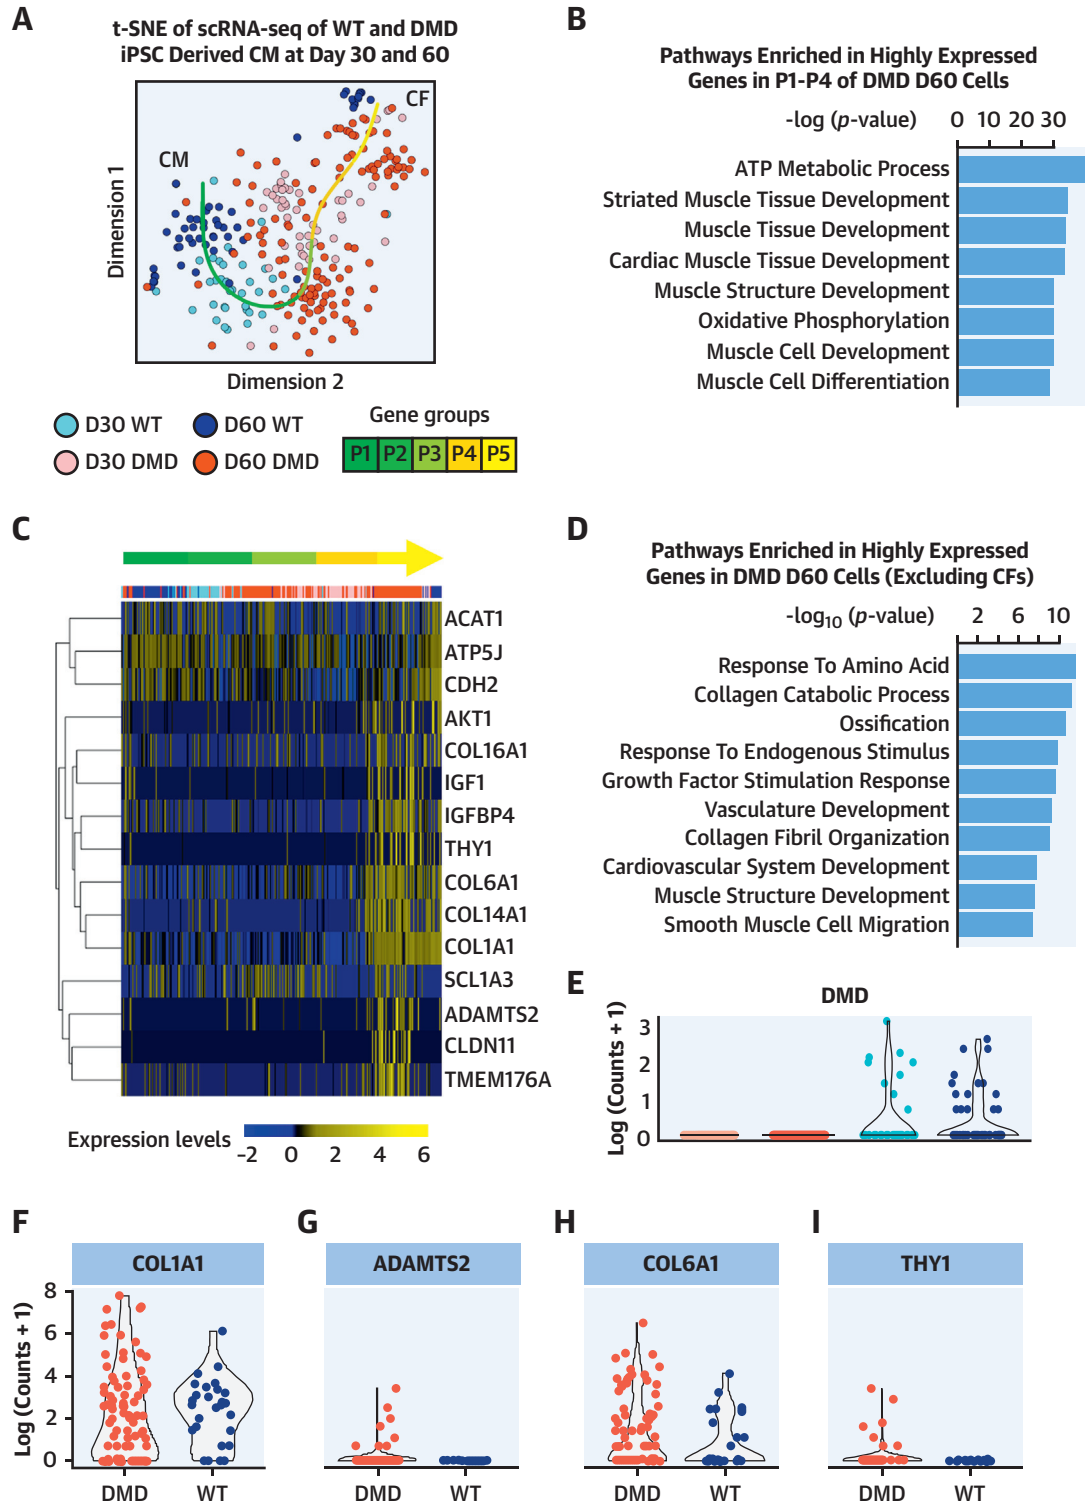 A
t-SNE of scRNA-seq of WT and DMD
iPSC Derived CM at Day 30 and 60
CF
CM
Dimension 1
Dimension 2
D30 WT
D60 WT
D30 DMD
D60 DMD
Gene groups
P1 P2 P3 P4 P5
B
Pathways Enriched in Highly Expressed
Genes in P1-P4 of DMD D60 Cells
-log (p-value) 0 10 20 30
ATP Metabolic Process
Striated Muscle Tissue Development
Muscle Tissue Development
Cardiac Muscle Tissue Development
Muscle Structure Development
Oxidative Phosphorylation
Muscle Cell Development
Muscle Cell Differentiation
C
ACAT1
ATP5J
CDH2
AKT1
COL16A1
IGF1
IGFBP4
THY1
COL6A1
COL14A1
COL1A1
SCL1A3
ADAMTS2
CLDN11
TMEM176A
Expression levels
-2 0 2 4 6
D
Pathways Enriched in Highly Expressed
Genes in DMD D60 Cells (Excluding CFs)
-log10 (p-value) 2 6 10
Response To Amino Acid
Collagen Catabolic Process
Ossification
Response To Endogenous Stimulus
Growth Factor Stimulation Response
Vasculature Development
Collagen Fibril Organization
Cardiovascular System Development
Muscle Structure Development
Smooth Muscle Cell Migration
E
DMD
Log (Counts + 1)
3
2
1
0
F
COL1A1
Log (Counts + 1)
8
6
4
2
0
DMD WT
G
ADAMTS2
DMD WT
H
COL6A1
DMD WT
I
THY1
DMD WT